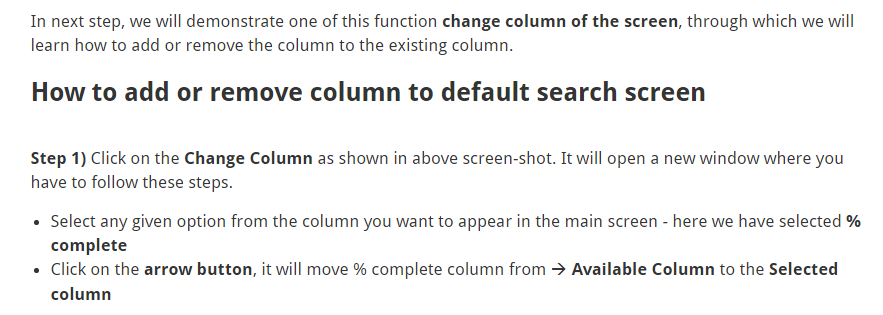 In next step, we will demonstrate one of this function change column of the screen, through which we will
learn how to add or remove the column to the existing column.
How to add or remove column to default search screen
Step 1) Click on the Change Column as shown in above screen-shot. It will open a new window where you
have to follow these steps.
• Select any given option from the column you want to appear in the main screen - here we have selected %
complete
• Click on the arrow button, it will move % complete column from → Available Column to the Selected
column